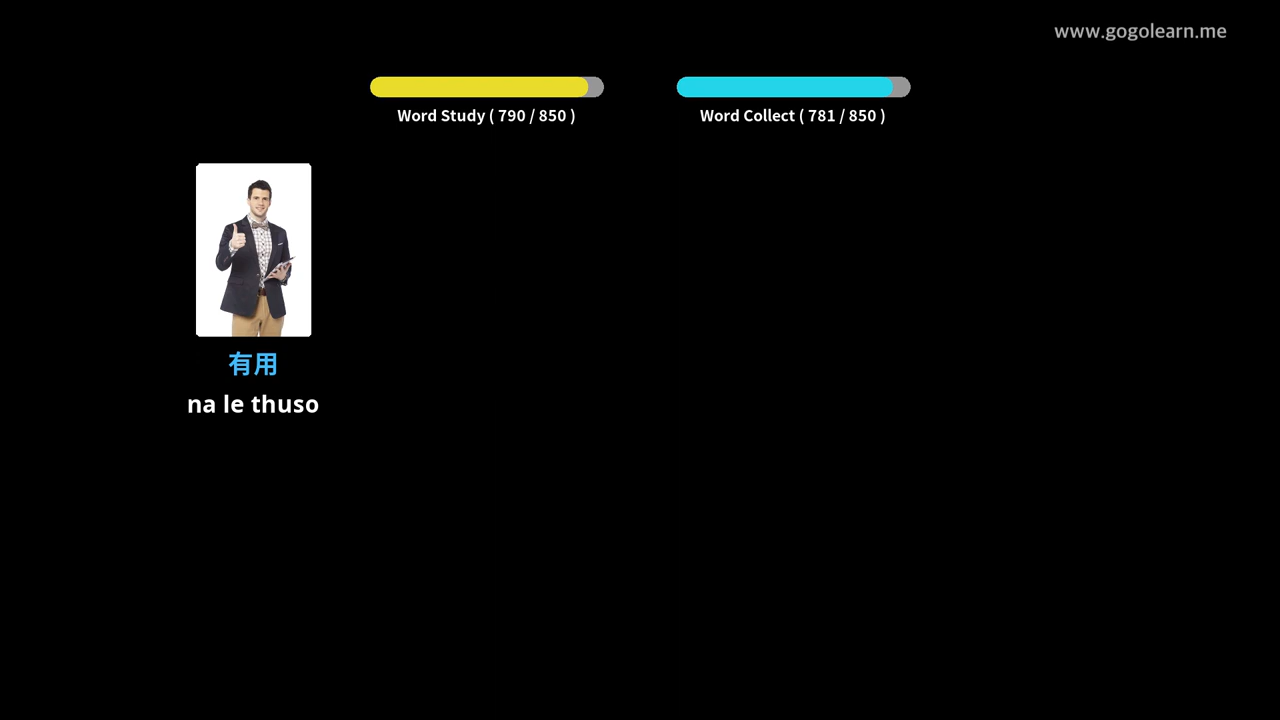 www.gogolearn.me
Word Study ( 790 / 850 )
Word Collect ( 781 / 850 )
有用
na le thuso